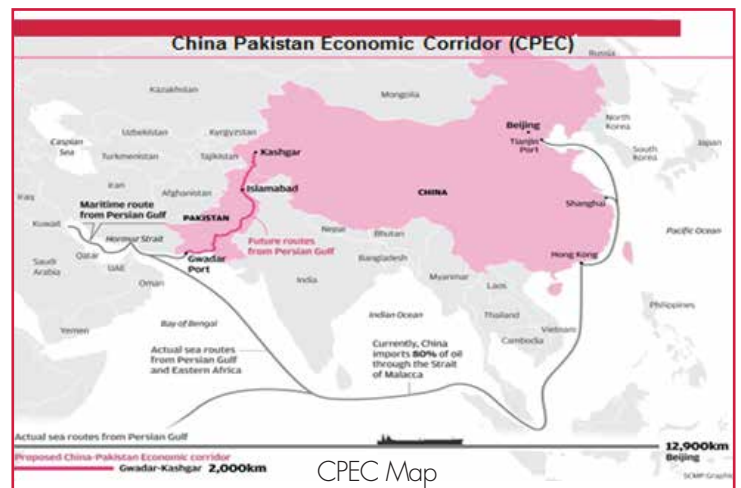 China Pakistan Economic Corridor (CPEC)
Russia
Kazakhstan
Mongolia
Caspian
Sea
Uzbekistan
Kyrgyzstan
Turkmenistan
Tajikistan
Kashgar
Beijing
Tianjin
Port
North
Korea
South
Korea
Japan
Iran
Afghanistan
Islamabad
CHINA
Iraq
Maritime route
from Persian Gulf
PAKISTAN
Shanghai
Kuwait
Hormuz Strait
Future routes
from Persian Gulf
Nepal
Bhutan
Pacific Ocean
Qatar
UAE
Gwadar
Port
Bangladesh
Hong Kong
Saudi
Arabia
Oman
India
Myanmar
Laos
Yemen
Bay of Bengal
Indian Ocean
Thailand
Vietnam
Cambodia
Philippines
Actual sea routes
from Persian Gulf
and Eastern Africa
Currently, China
imports 80% of oil
through the Strait
of Malacca
Actual sea routes from Persian Gulf
12,900km
Beijing
Proposed China-Pakistan Economic corridor
Gwadar-Kashgar 2,000km
CPEC Map
SCMP Graphic